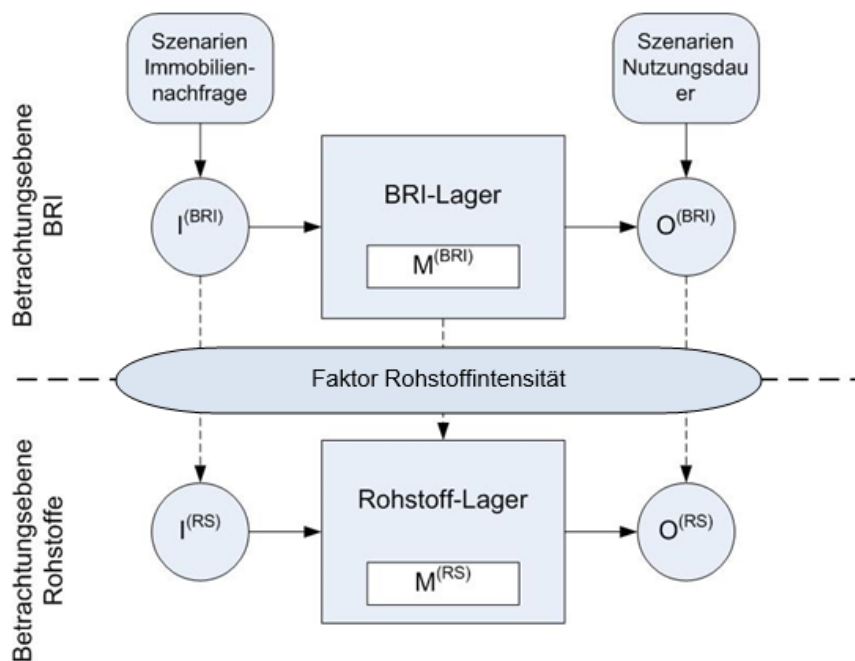 Szenarien
Immobilien-
nachfrage
Szenarien
Nutzungsdau
er
Betrachtungsebene
BRI
I(BRI)
BRI-Lager
M(BRI)
O(BRI)
Faktor Rohstoffintensität
Betrachtungsebene
Rohstoffe
I(RS)
Rohstoff-Lager
M(RS)
O(RS)